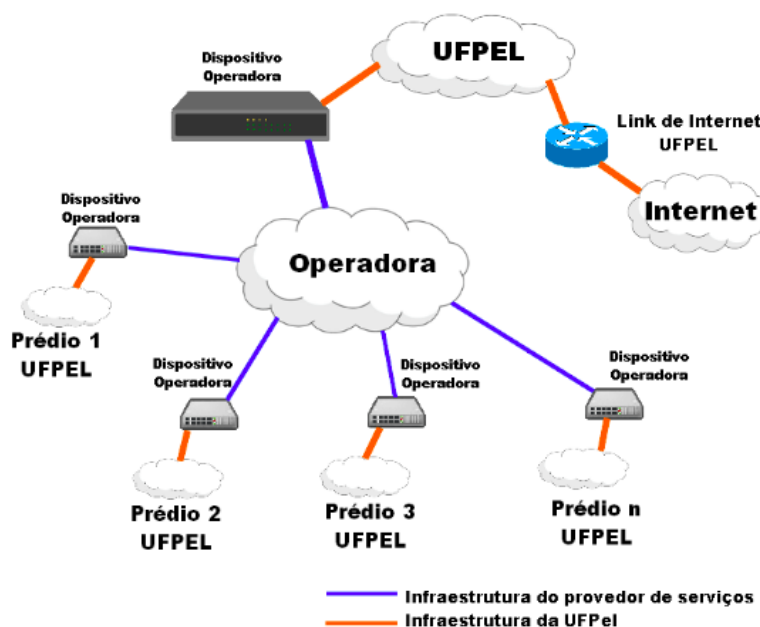 Dispositivo
Operadora
UFPEL
Link de Internet
UFPEL
Internet
Dispositivo
Operadora
Operadora
Prédio 1
UFPEL
Dispositivo
Operadora
Dispositivo
Operadora
Dispositivo
Operadora
Prédio 2
UFPEL
Prédio 3
UFPEL
Prédio n
UFPEL
Infraestrutura do provedor de serviços
Infraestrutura da UFPel